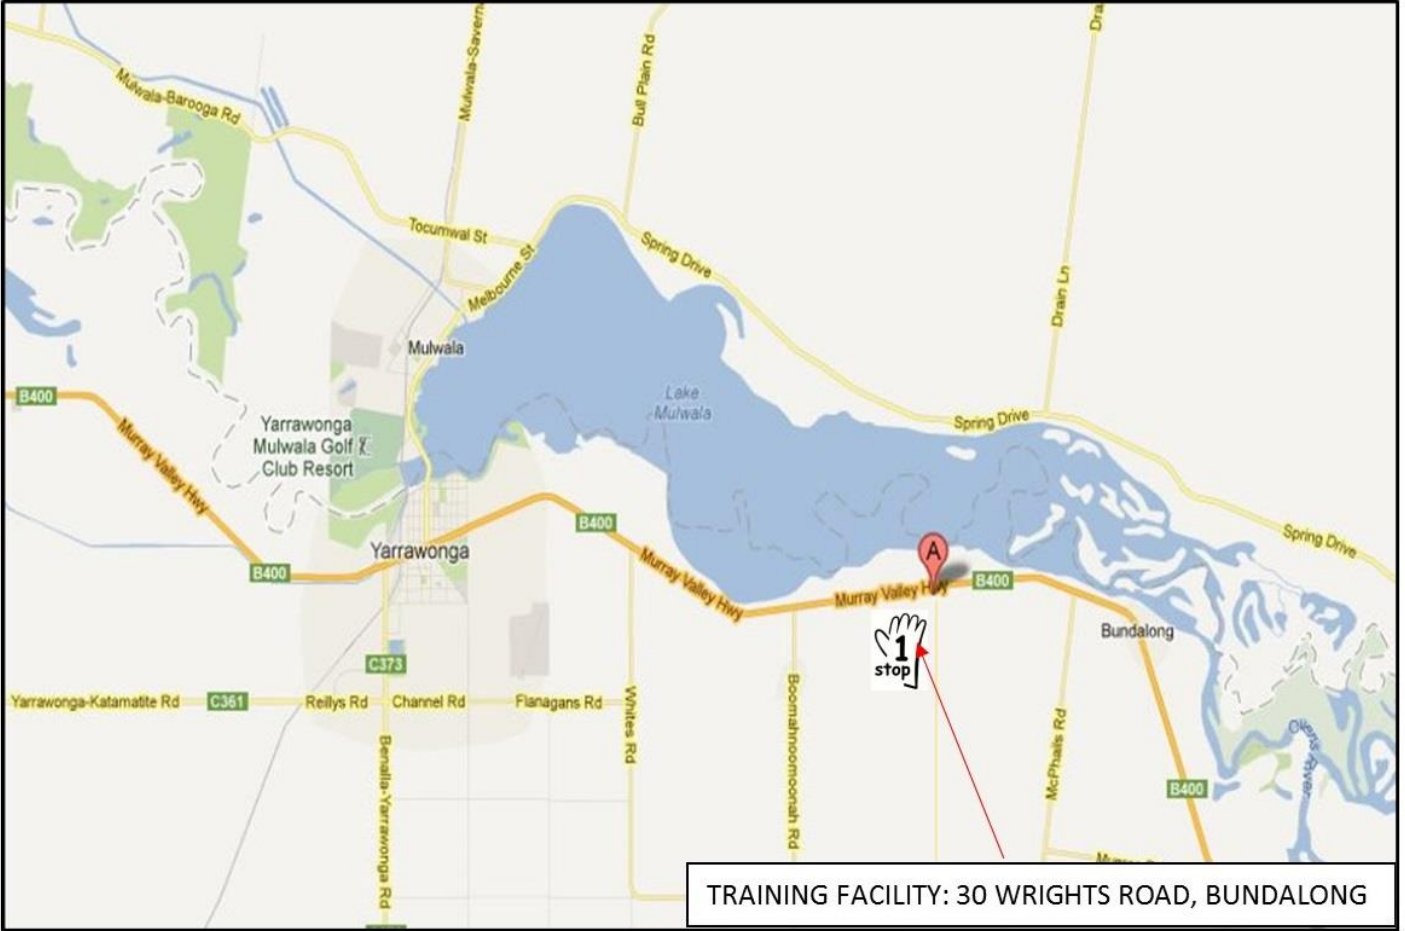 Mulwala-Barooga Rd
Mulwala-Savern
Bull Plain Rd
Dra
Tocumwal St
Melbourne St
Spring Drive
Drain Ln
Mulwala
Lake
Mulwala
B400
Spring Drive
Murray Valley Hwy
Yarrawonga
Mulwala Golf
Club Resort
B400
Spring Drive
Yarrawonga
A
B400
Murray Valley Hwy
B400
Murray Valley Hwy
Bundalong
1
stop
C373
Yarrawonga-Katamatite Rd
C361
Reillys Rd
Channel Rd
Flanagans Rd
Whites Rd
Boomahnoomoonah Rd
McPhails Rd
Benalla-Yarrawonga Rd
Ovens River
B400
TRAINING FACILITY: 30 WRIGHTS ROAD, BUNDALONG